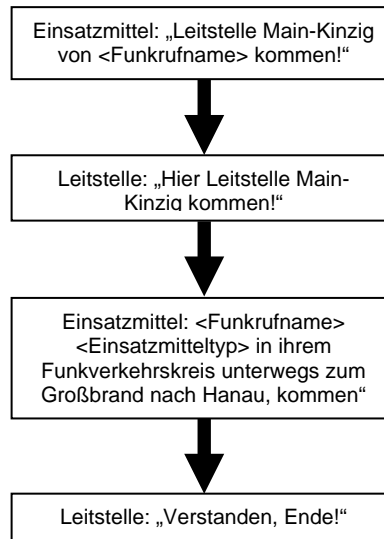 Einsatzmittel: „Leitstelle Main-Kinzig
von <Funkrufname> kommen!“
Leitstelle: „Hier Leitstelle Main-
Kinzig kommen!“
Einsatzmittel: <Funkrufname>
<Einsatzmitteltyp> in ihrem
Funkverkehrskreis unterwegs zum
Großbrand nach Hanau, kommen“
Leitstelle: „Verstanden, Ende!“